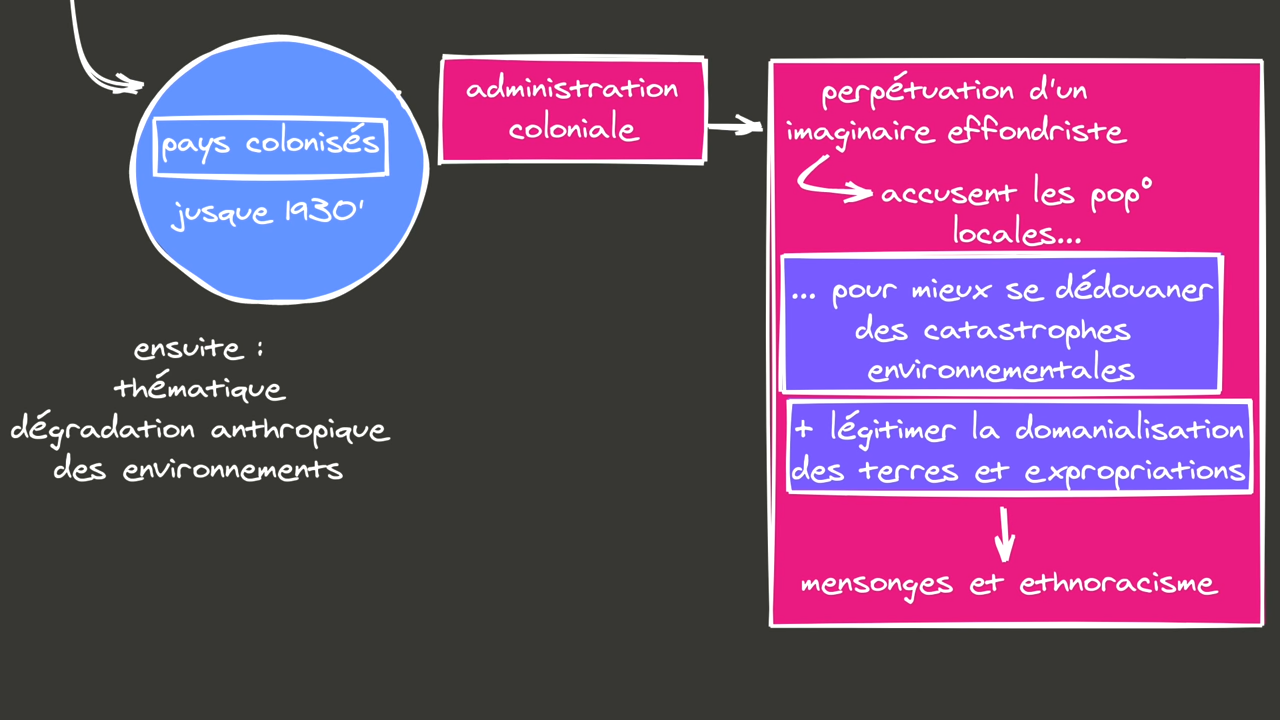 pays colonisés
jusque 1930'
ensuite :
thématique
dégradation anthropique
des environnements
administration
coloniale
perpétuation d'un
imaginaire effondriste
accusent les pop°
locales...
... pour mieux se dédouaner
des catastrophes
environnementales
+ légitimer la domanialisation
des terres et expropriations
mensonges et ethnoracisme